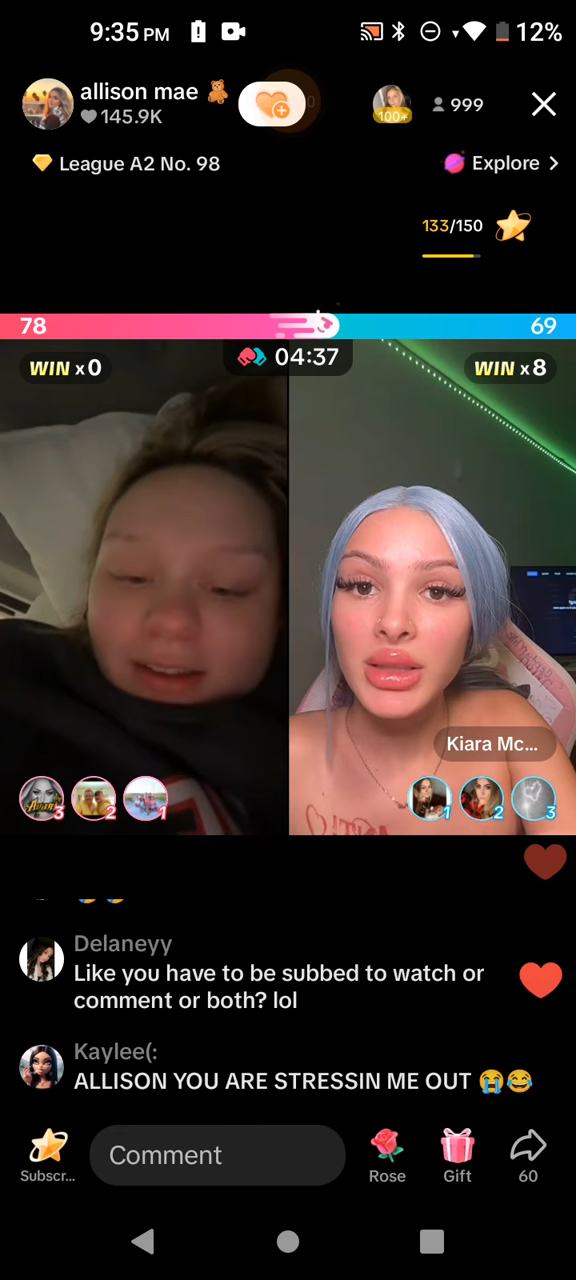 9:35 PM
12%
allison mae 🧸
145.9K
100+
999
League A2 No. 98
Explore >
133/150
78
69
WIN x0
04:37
WIN x8
Kiara Mc...
3
2
1
1
2
3
Delaneyy
Like you have to be subbed to watch or
comment or both? lol
Kaylee(:
ALLISON YOU ARE STRESSIN ME OUT 😭😂
Subscr...
Comment
Rose
Gift
60